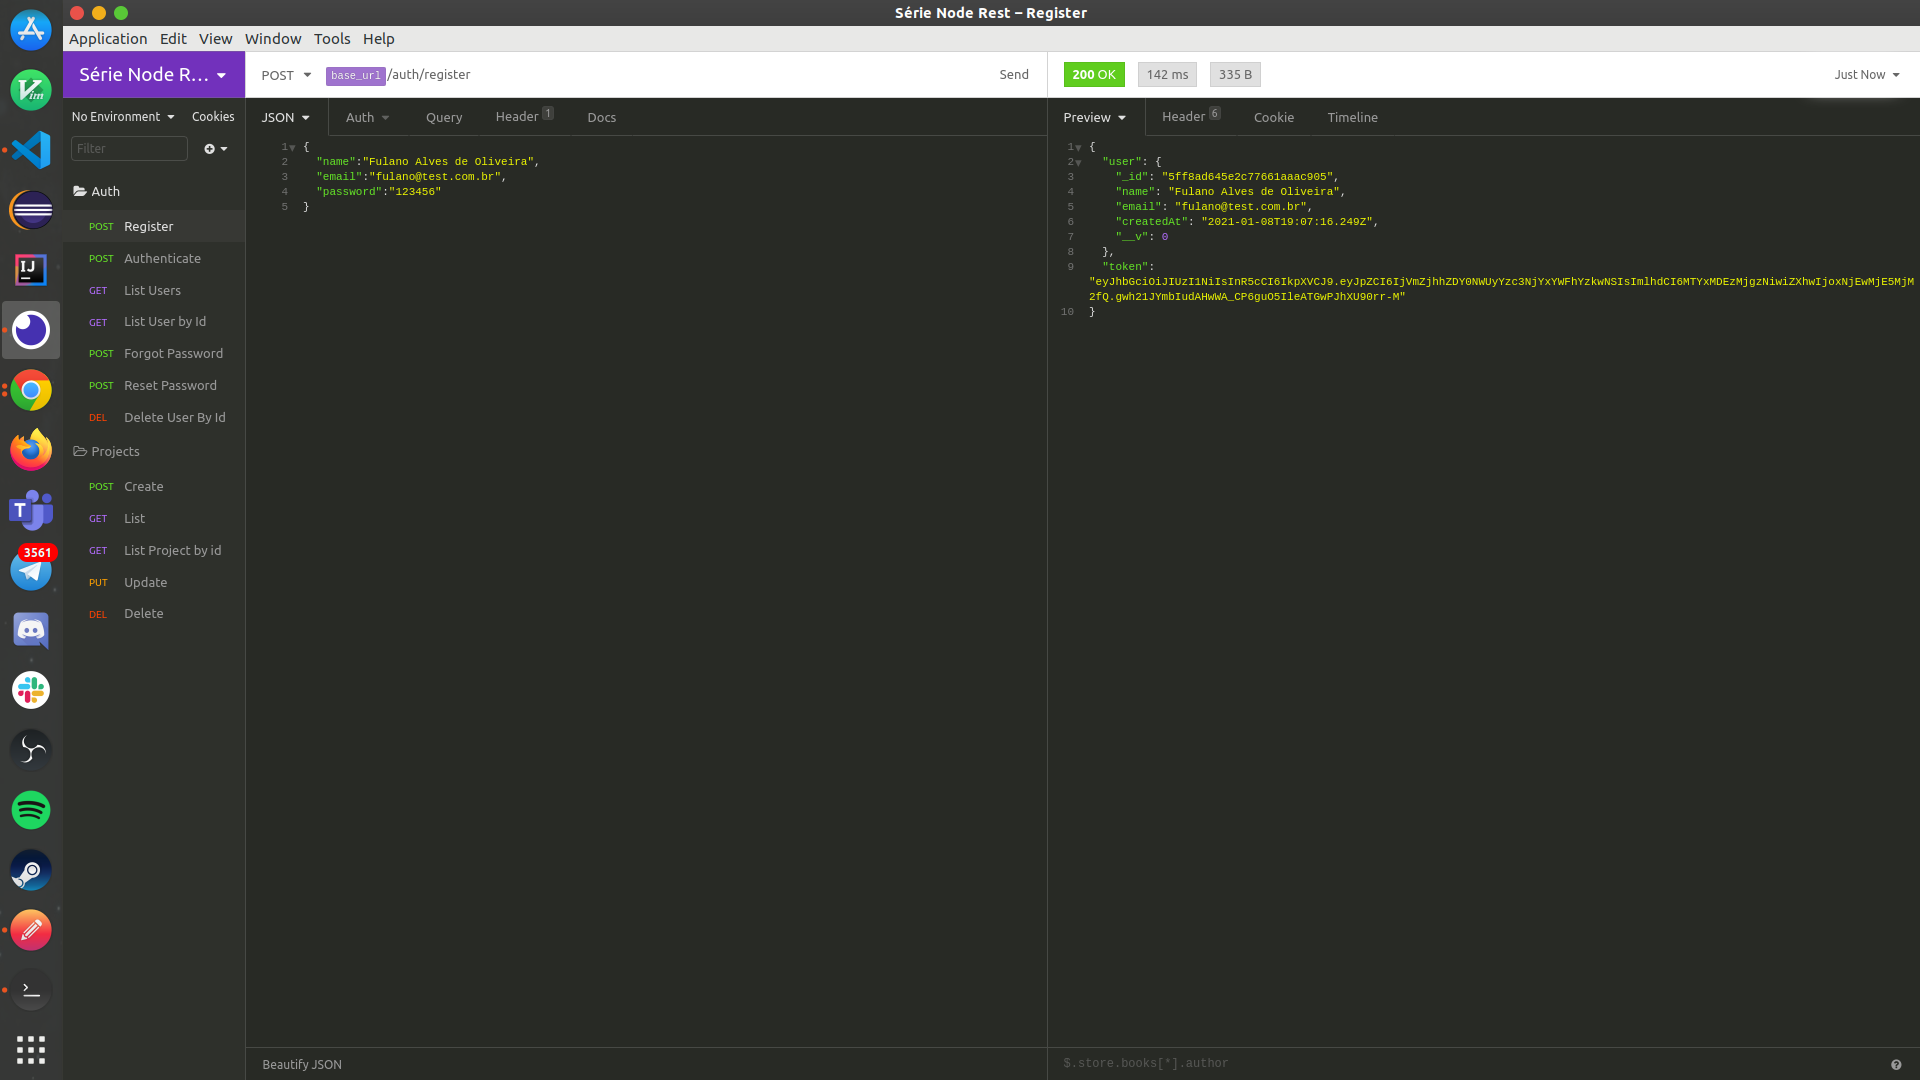 Série Node Rest – Register
Application Edit View Window Tools Help
Série Node R...
POST base_url/auth/register Send
200 OK 142 ms 335 B Just Now
No Environment Cookies
Filter
Auth
POST Register
POST Authenticate
GET List Users
GET List User by Id
POST Forgot Password
POST Reset Password
DEL Delete User By Id
Projects
POST Create
GET List
GET List Project by id
PUT Update
DEL Delete
JSON Auth Query Header 1 Docs
1 {
2 "name":"Fulano Alves de Oliveira",
3 "email":"fulano@test.com.br",
4 "password":"123456"
5 }
Beautify JSON
Preview Header 6 Cookie Timeline
1 {
2 "user": {
3 "_id": "5ff8ad645e2c77661aaac905",
4 "name": "Fulano Alves de Oliveira",
5 "email": "fulano@test.com.br",
6 "createdAt": "2021-01-08T19:07:16.249Z",
7 "__v": 0
8 },
9 "token":
"eyJhbGciOiJIUzI1NiIsInR5cCI6IkpXVCJ9.eyJpZCI6IjVmZjhhZDY0NWUyYzc3NjYxYWFhYzkwNSIsImlhdCI6MTYxMDEzMjgzNiwiZXhwIjoxNjEwMjE5MjM
2fQ.gwh21JYmbIudAHwWA_CP6guO5IleATGwPJhXU90rr-M"
10 }
$.store.books[*].author
Vim
IJ
T
3561